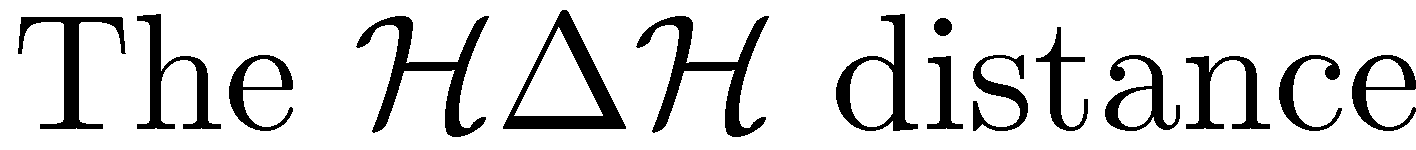 The ℋΔℋ distance